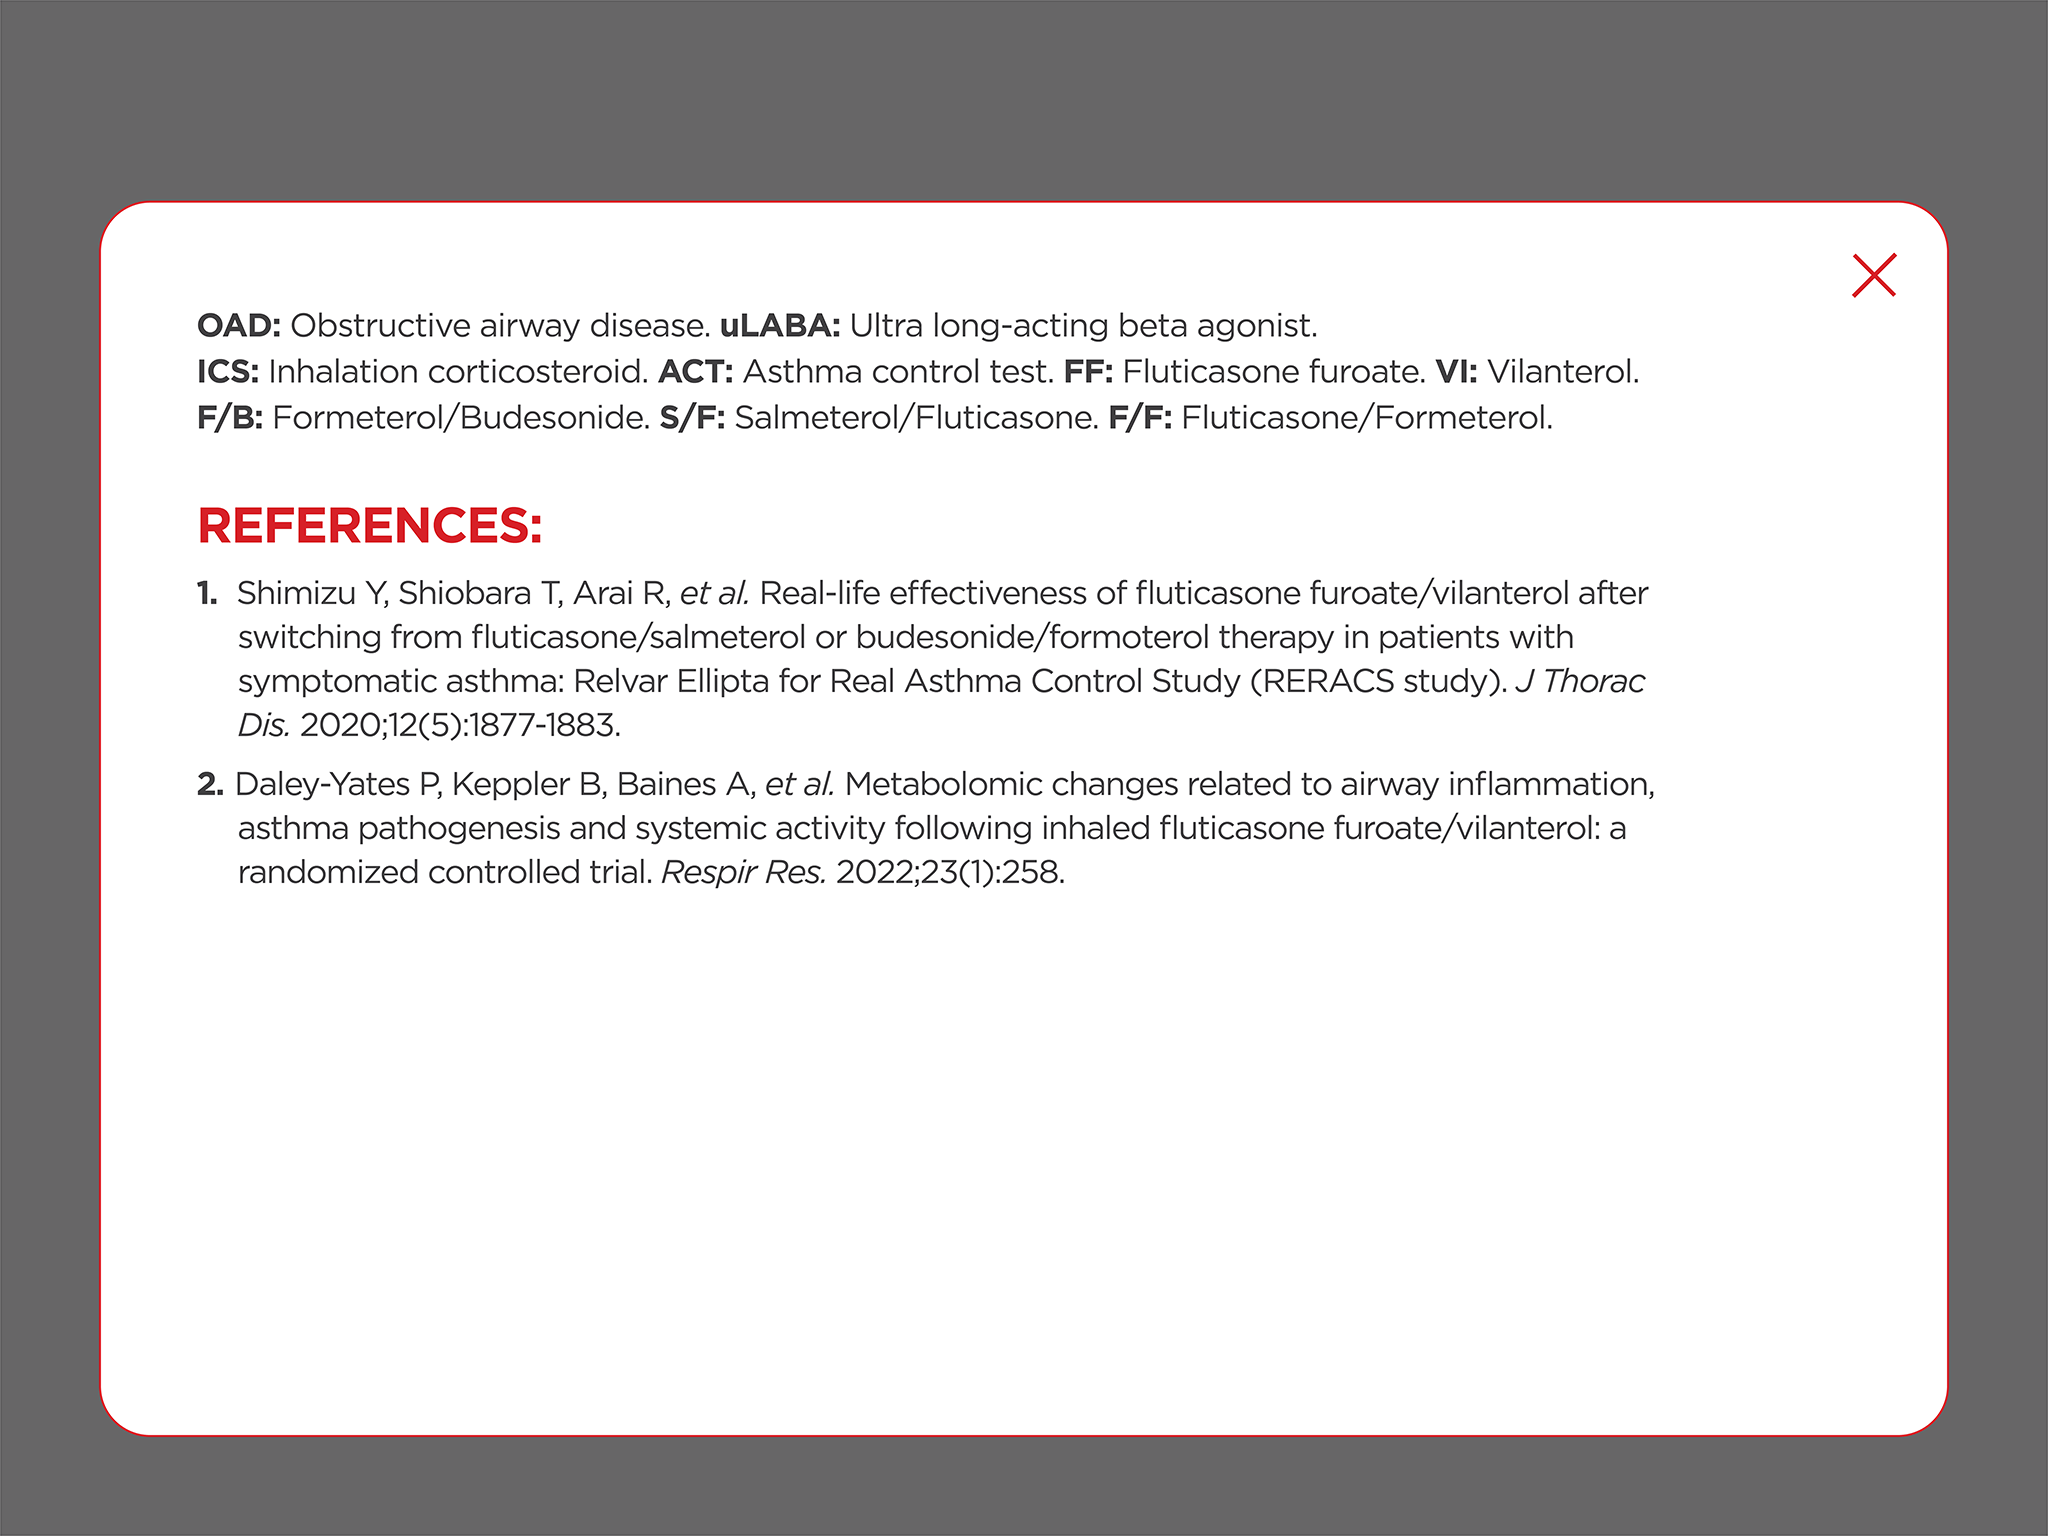 OAD: Obstructive airway disease. uLABA: Ultra long-acting beta agonist.
ICS: Inhalation corticosteroid. ACT: Asthma control test. FF: Fluticasone furoate. VI: Vilanterol.
F/B: Formeterol/Budesonide. S/F: Salmeterol/Fluticasone. F/F: Fluticasone/Formeterol.
REFERENCES:
1. Shimizu Y, Shiobara T, Arai R, et al. Real-life effectiveness of fluticasone furoate/vilanterol after
switching from fluticasone/salmeterol or budesonide/formoterol therapy in patients with
symptomatic asthma: Relvar Ellipta for Real Asthma Control Study (RERACS study). J Thorac
Dis. 2020;12(5):1877-1883.
2. Daley-Yates P, Keppler B, Baines A, et al. Metabolomic changes related to airway inflammation,
asthma pathogenesis and systemic activity following inhaled fluticasone furoate/vilanterol: a
randomized controlled trial. Respir Res. 2022;23(1):258.